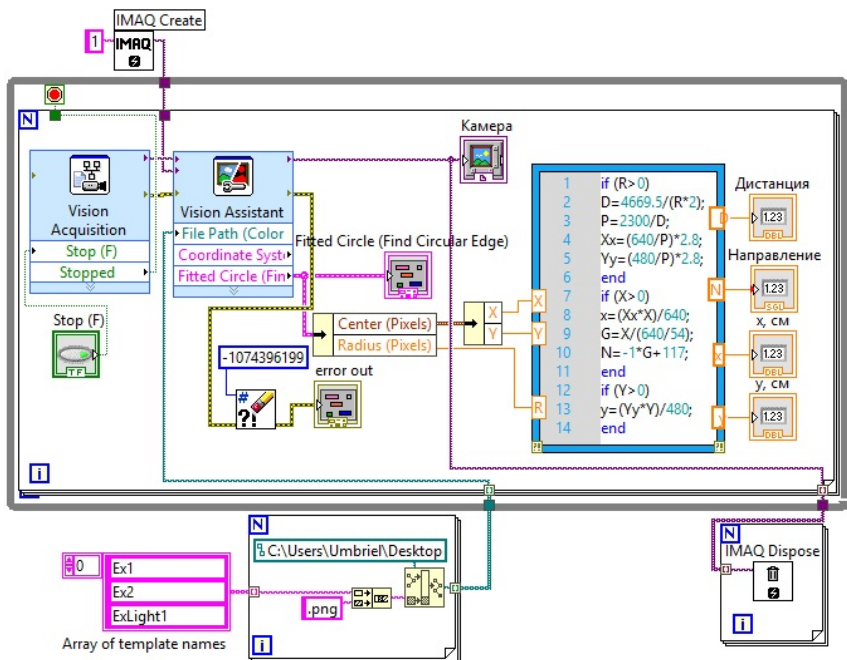 IMAQ Create
1
IMAQ
N
Vision Acquisition
Stop (F)
Stopped
Stop (F)
TF
Vision Assistant
File Path (Color
Coordinate Syst
Fitted Circle (Fin
Камера
Fitted Circle (Find Circular Edge)
Center (Pixels)
Radius (Pixels)
X
Y
-1074396199
#
?!
error out
X
Y
R
1 if (R>0)
2 D=4669.5/(R*2);
3 P=2300/D;
4 Xx=(640/P)*2.8;
5 Yy=(480/P)*2.8;
6 end
7 if (X>0)
8 x=(Xx*X)/640;
9 G=X/(640/54);
10 N=-1*G+117;
11 end
12 if (Y>0)
13 y=(Yy*Y)/480;
14 end
D
N
x
y
Дистанция
1.23
DBL
Направление
1.23
SGL
x, см
1.23
DBL
y, см
1.23
DBL
i
N
C:\Users\Umbriel\Desktop
0
Ex1
Ex2
ExLight1
.png
i
Array of template names
N
IMAQ Dispose
i